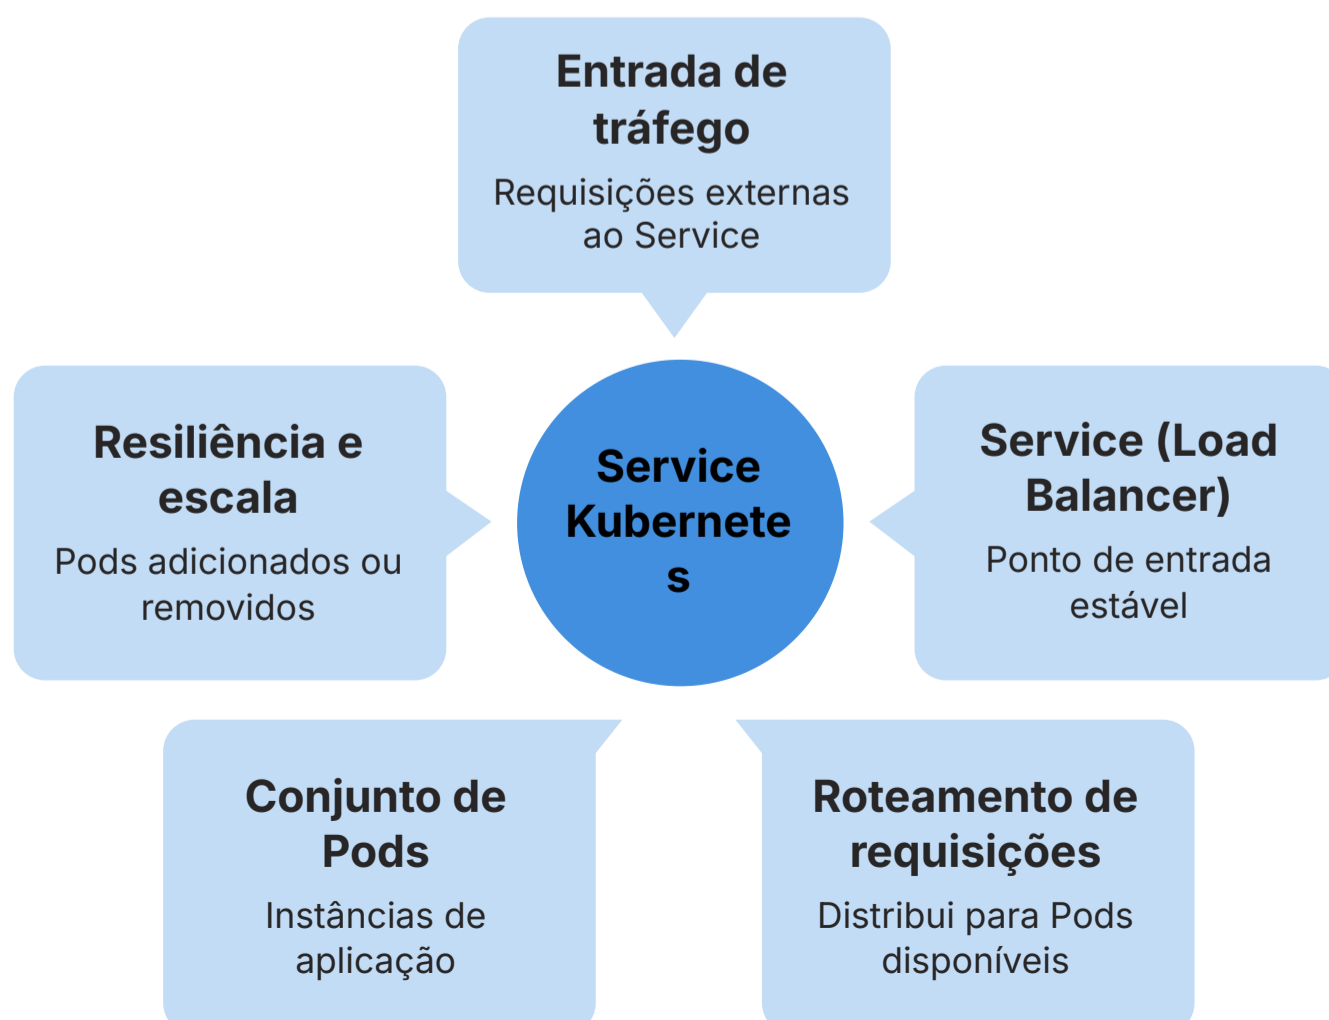 Entrada de
tráfego
Requisições externas
ao Service
Resiliência e
escala
Pods adicionados ou
removidos
Service
Kubernete
s
Service (Load
Balancer)
Ponto de entrada
estável
Conjunto de
Pods
Instâncias de
aplicação
Roteamento de
requisições
Distribui para Pods
disponíveis